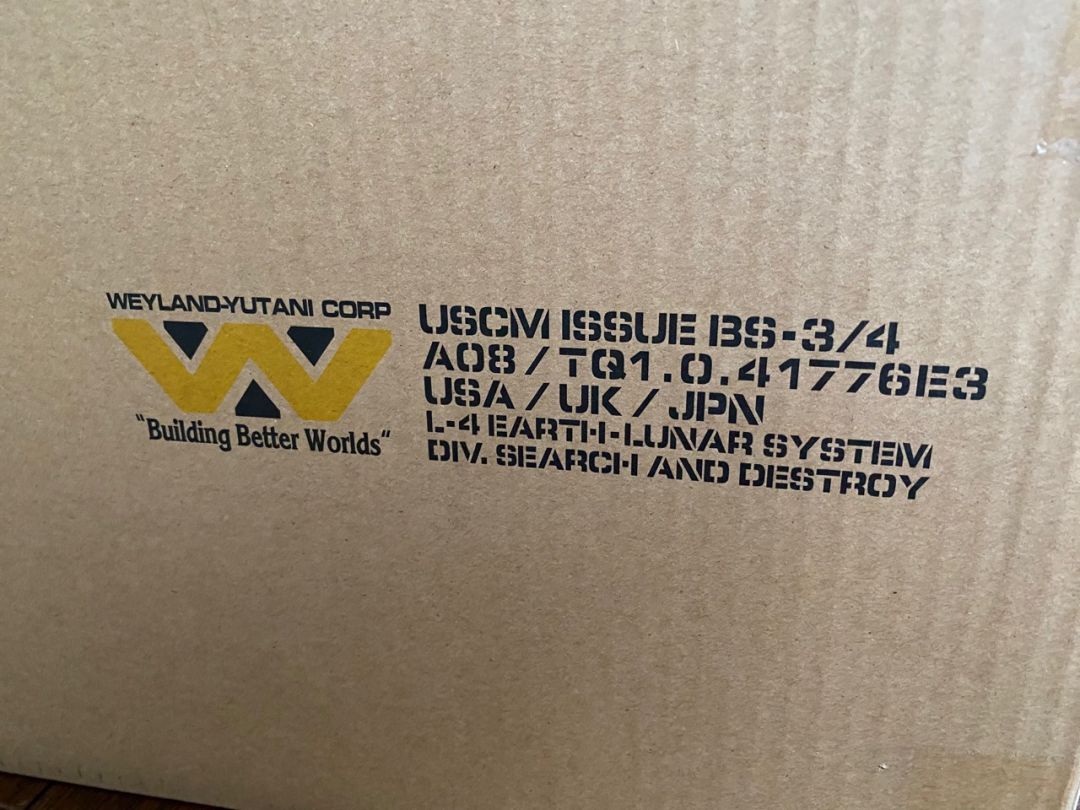 WEYLAND-YUTANI CORP
"Building Better Worlds"
USCM ISSUE BS-3/4
A08 / TQ1.0.41776E3
USA / UK / JPN
L-4 EARTH-LUNAR SYSTEM
DIV. SEARCH AND DESTROY